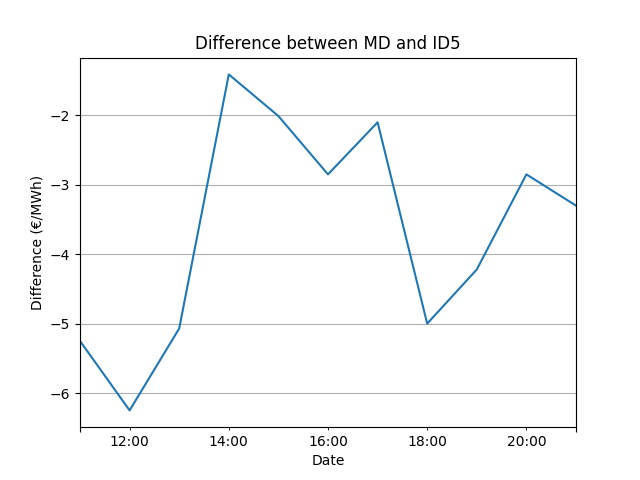 Difference between MD and ID5
−2
−3
−4
−5
−6
Difference (€/MWh)
12:00 14:00 16:00 18:00 20:00
Date